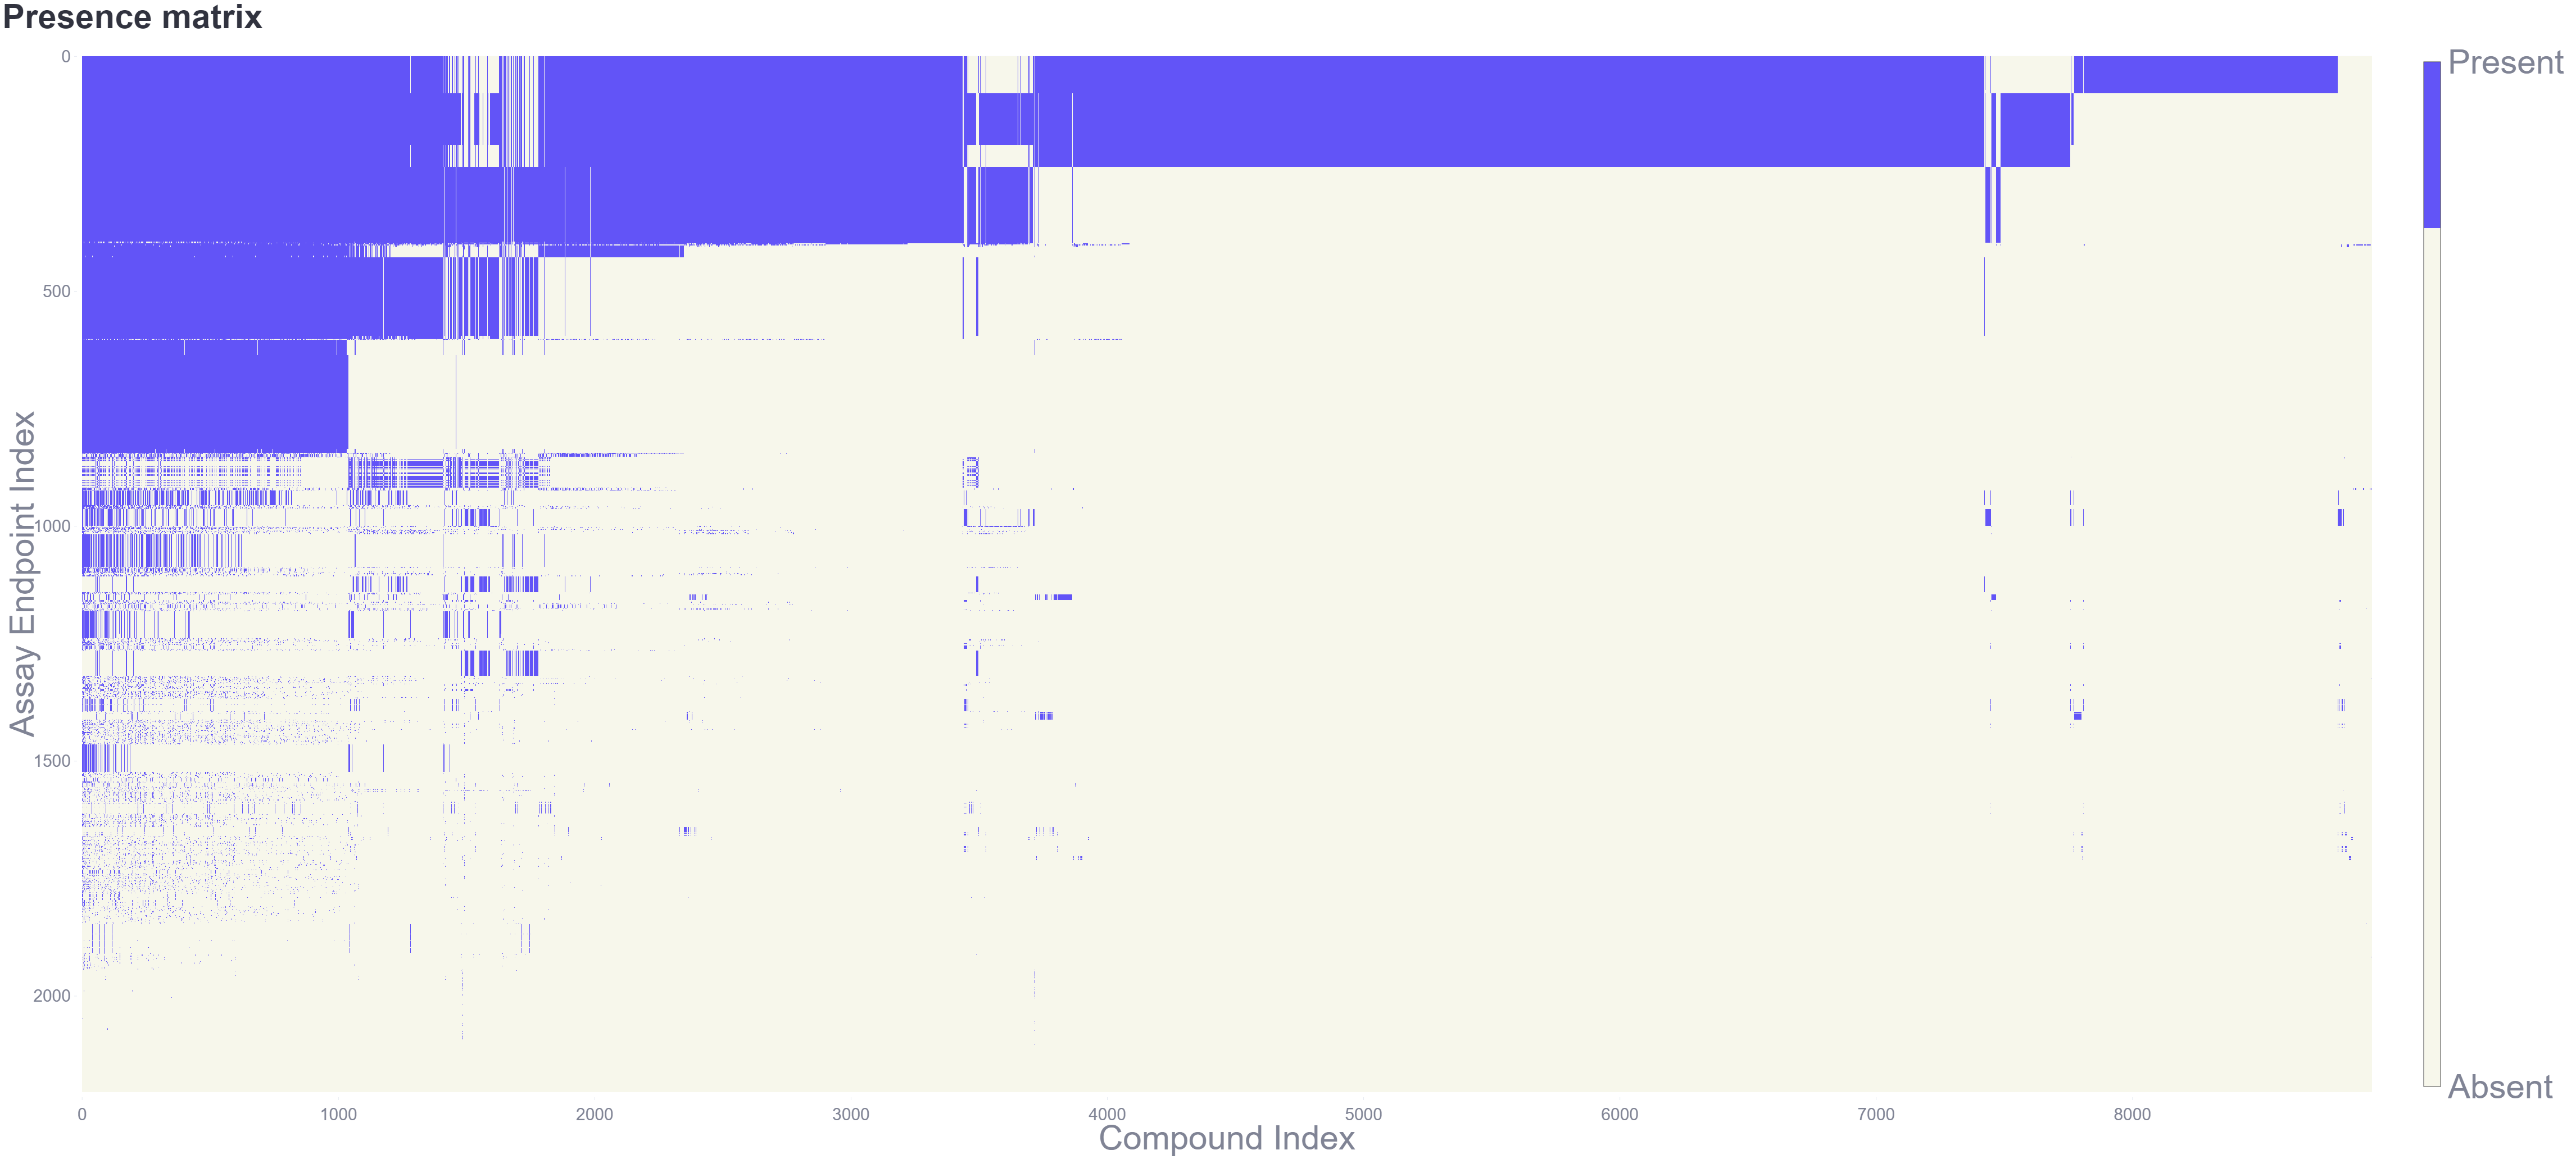 Presence matrix
Present
Absent
Assay Endpoint Index
0
500
1000
1500
2000
0 1000 2000 3000 4000 5000 6000 7000 8000
Compound Index